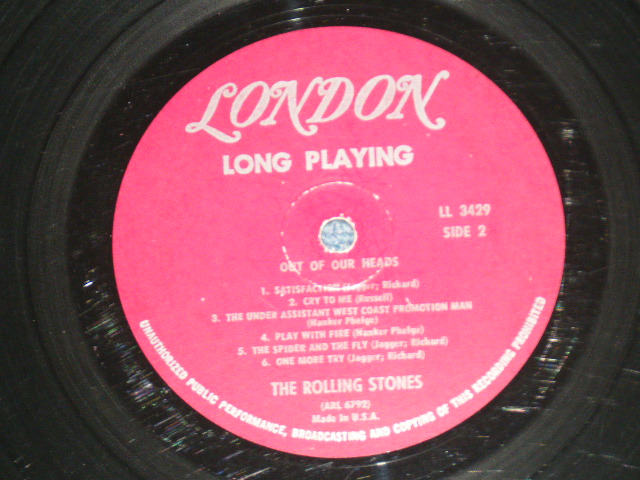 LONDON
LONG PLAYING
LL 3429
SIDE 2
OUT OF OUR HEADS
1. SATISFACTION (Jagger; Richard)
2. CRY TO ME (Russell)
3. THE UNDER ASSISTANT WEST COAST PROMOTION MAN
(Nanker Phelge)
4. PLAY WITH FIRE (Nanker Phelge)
5. THE SPIDER AND THE FLY (Jagger; Richard)
6. ONE MORE TRY (Jagger; Richard)
THE ROLLING STONES
(ARL 6792)
Made in U.S.A.
UNAUTHORIZED PUBLIC PERFORMANCE, BROADCASTING AND COPYING OF THIS RECORDING PROHIBITED